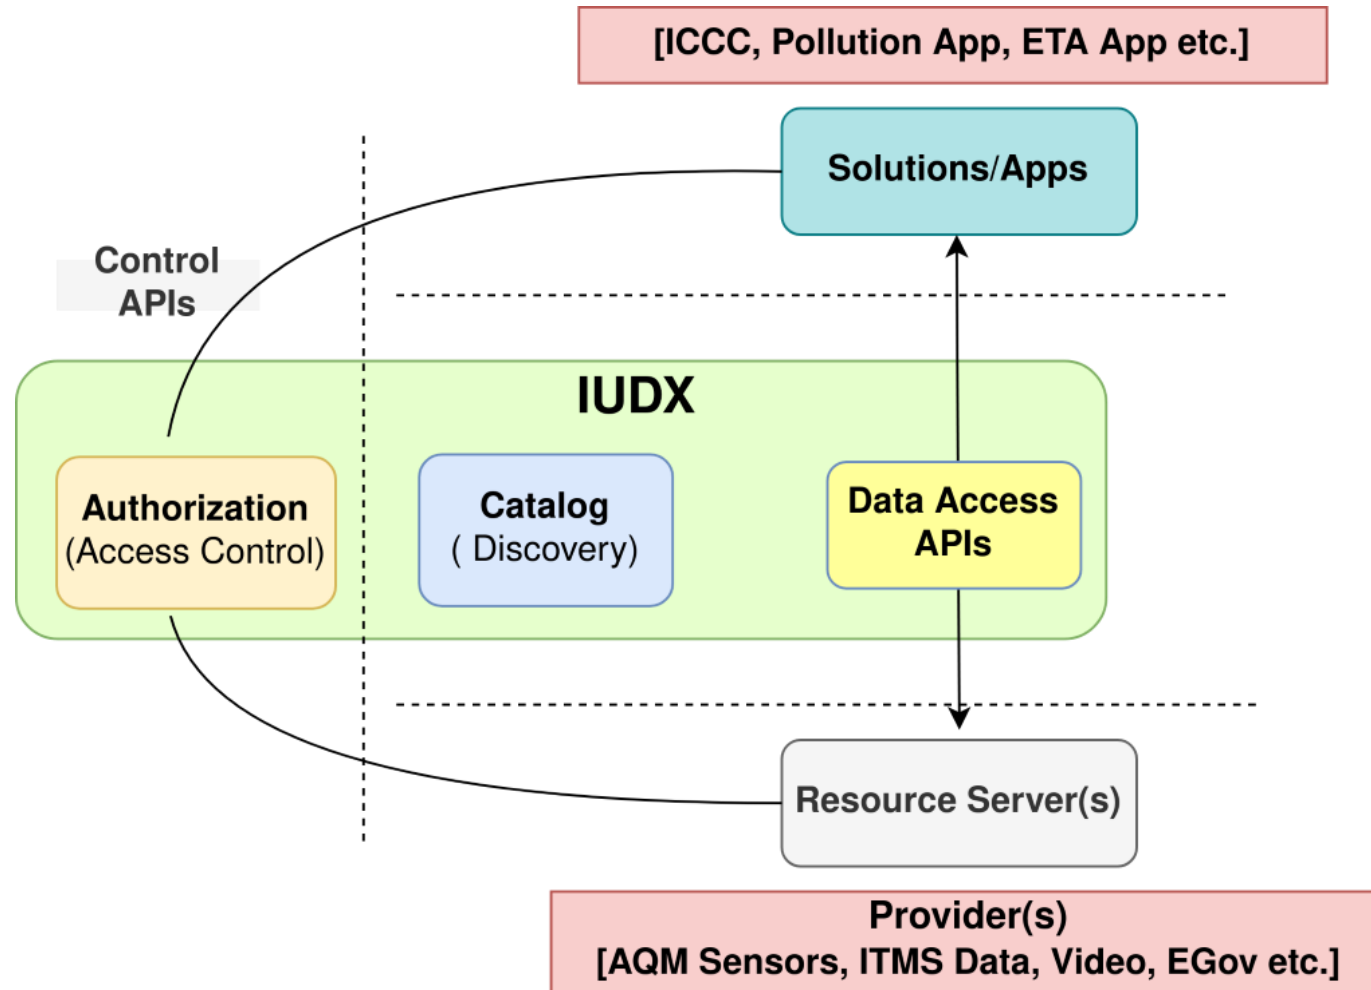 [ICCC, Pollution App, ETA App etc.]
Solutions/Apps
Control
APIs
IUDX
Authorization
(Access Control)
Catalog
( Discovery)
Data Access
APIs
Resource Server(s)
Provider(s)
[AQM Sensors, ITMS Data, Video, EGov etc.]